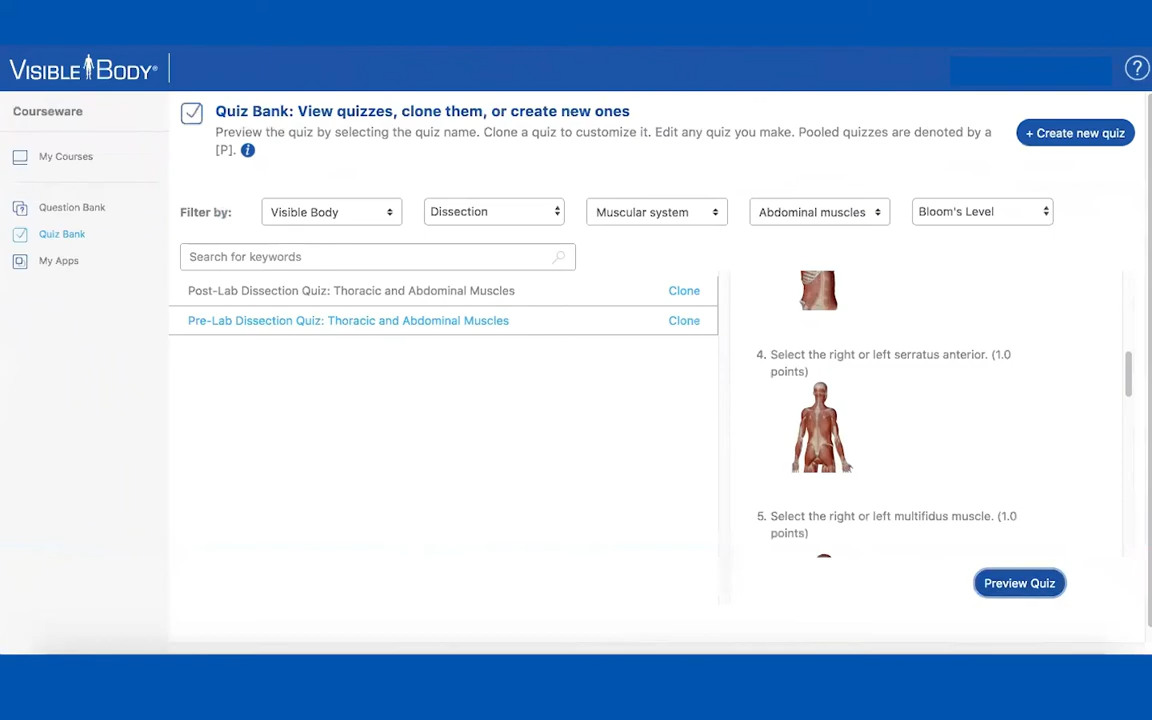 VISIBLE BODY®
?
Courseware
My Courses
Question Bank
Quiz Bank
My Apps
Quiz Bank: View quizzes, clone them, or create new ones
Preview the quiz by selecting the quiz name. Clone a quiz to customize it. Edit any quiz you make. Pooled quizzes are denoted by a
[P]. i
+ Create new quiz
Filter by: Visible Body Dissection Muscular system Abdominal muscles Bloom's Level
Search for keywords
Post-Lab Dissection Quiz: Thoracic and Abdominal Muscles Clone
Pre-Lab Dissection Quiz: Thoracic and Abdominal Muscles Clone
4. Select the right or left serratus anterior. (1.0
points)
5. Select the right or left multifidus muscle. (1.0
points)
Preview Quiz